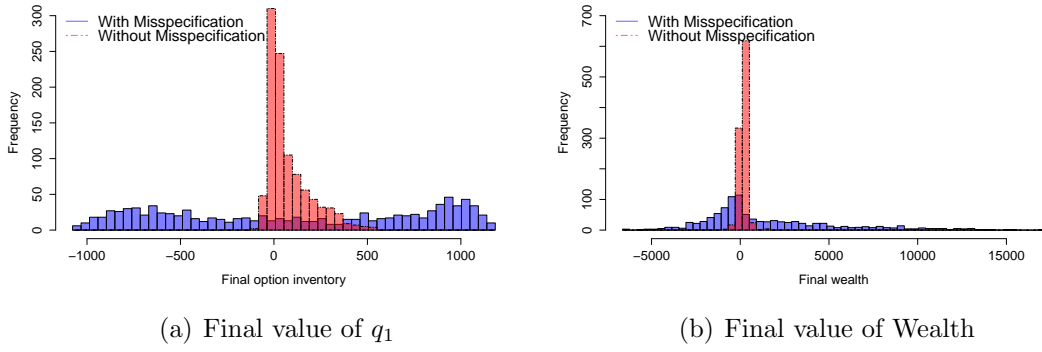 With Misspecification
Without Misspecification
Frequency
0 50 100 150 200 250 300
−1000 −500 0 500 1000
Final option inventory
(a) Final value of q1
With Misspecification
Without Misspecification
Frequency
0 100 300 500 700
−5000 0 5000 10000 15000
Final wealth
(b) Final value of Wealth